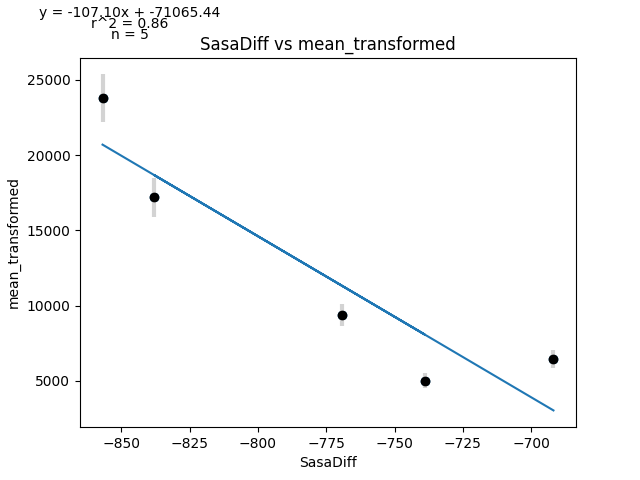 y = -107.10x + -71065.44
r^2 = 0.86
n = 5
SasaDiff vs mean_transformed
25000
20000
15000
10000
5000
mean_transformed
−850 −825 −800 −775 −750 −725 −700
SasaDiff